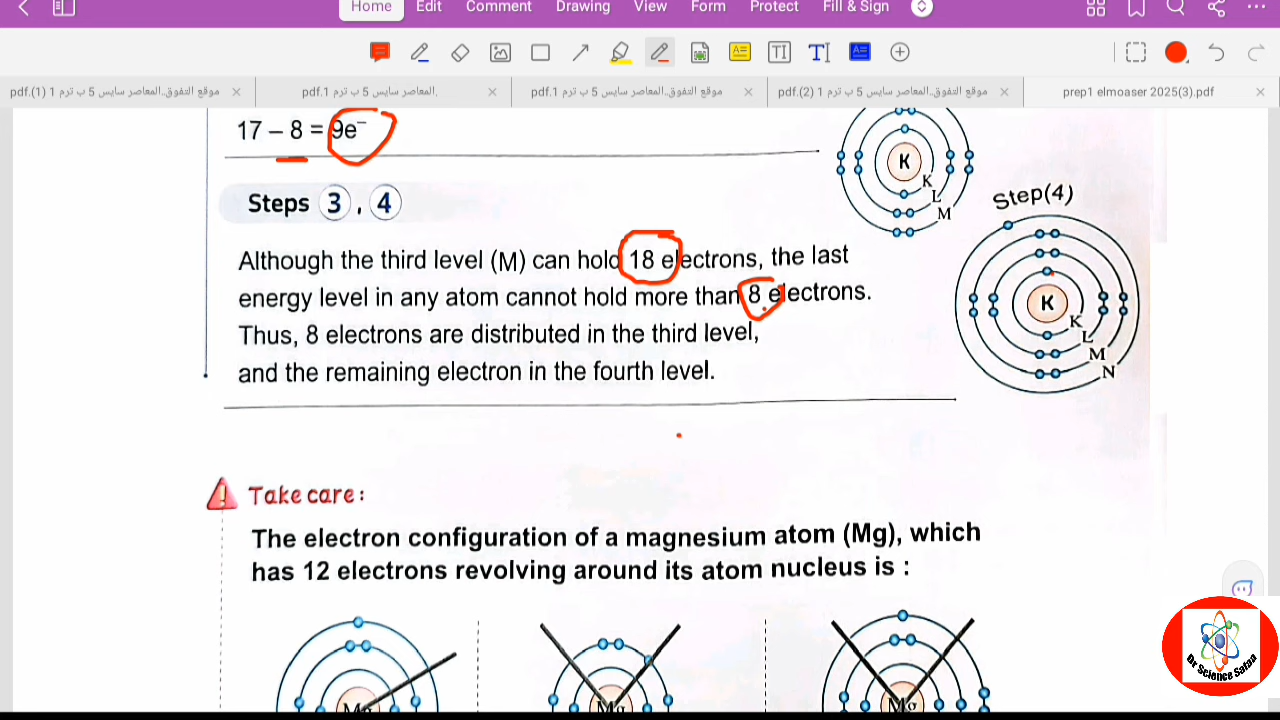 Home Edit Comment Drawing View Form Protect Fill & Sign
موقع التفوق.المعاصر سايس 5 ب ترم 1 (1).pdf
المعاصر سايس 5 ب ترم 1.pdf
موقع التفوق.المعاصر سايس 5 ب ترم 1.pdf
موقع التفوق.المعاصر سايس 5 ب ترم 1 (2).pdf
prep1 elmoaser 2025(3).pdf
17 – 8 = 9e⁻
K
K
L
M
Steps 3 , 4
Step(4)
Although the third level (M) can hold 18 electrons, the last
energy level in any atom cannot hold more than 8 electrons.
Thus, 8 electrons are distributed in the third level,
and the remaining electron in the fourth level.
K
K
L
M
N
! Take care :
The electron configuration of a magnesium atom (Mg), which
has 12 electrons revolving around its atom nucleus is :
Mg Mg Mg
Dr Science Safaa